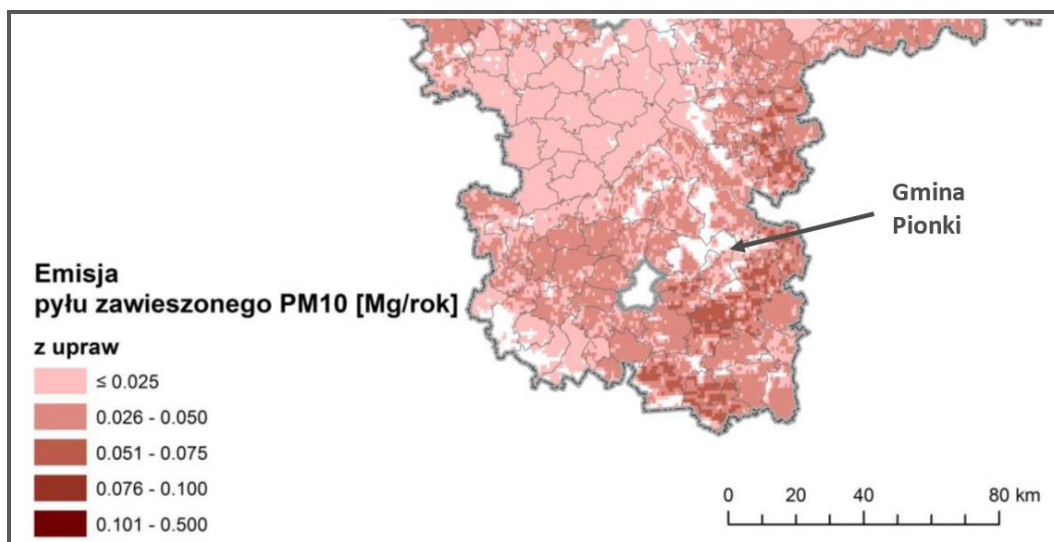 Gmina
Pionki
Emisja
pyłu zawieszonego PM10 [Mg/rok]
z upraw
≤ 0.025
0.026 - 0.050
0.051 - 0.075
0.076 - 0.100
0.101 - 0.500
0 20 40 80 km